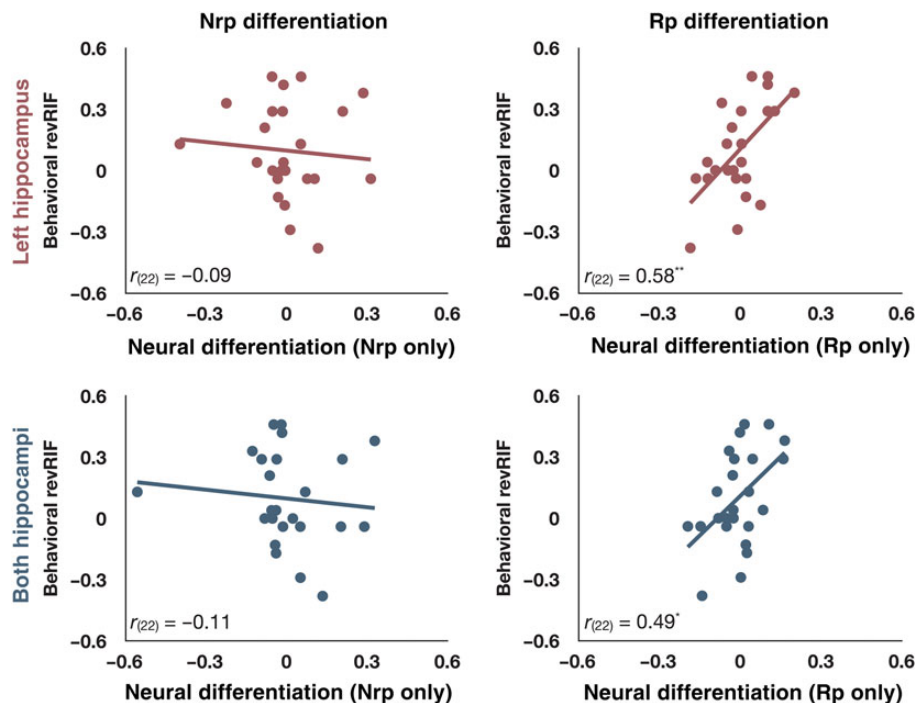 Nrp differentiation
Rp differentiation
Left hippocampus
Behavioral revRIF
0.6
0.3
0
−0.3
−0.6
r(22) = −0.09
−0.6
−0.3
0
0.3
0.6
Neural differentiation (Nrp only)
Behavioral revRIF
0.6
0.3
0
−0.3
−0.6
r(22) = 0.58**
−0.6
−0.3
0
0.3
0.6
Neural differentiation (Rp only)
Both hippocampi
Behavioral revRIF
0.6
0.3
0
−0.3
−0.6
r(22) = −0.11
−0.6
−0.3
0
0.3
0.6
Neural differentiation (Nrp only)
Behavioral revRIF
0.6
0.3
0
−0.3
−0.6
r(22) = 0.49*
−0.6
−0.3
0
0.3
0.6
Neural differentiation (Rp only)